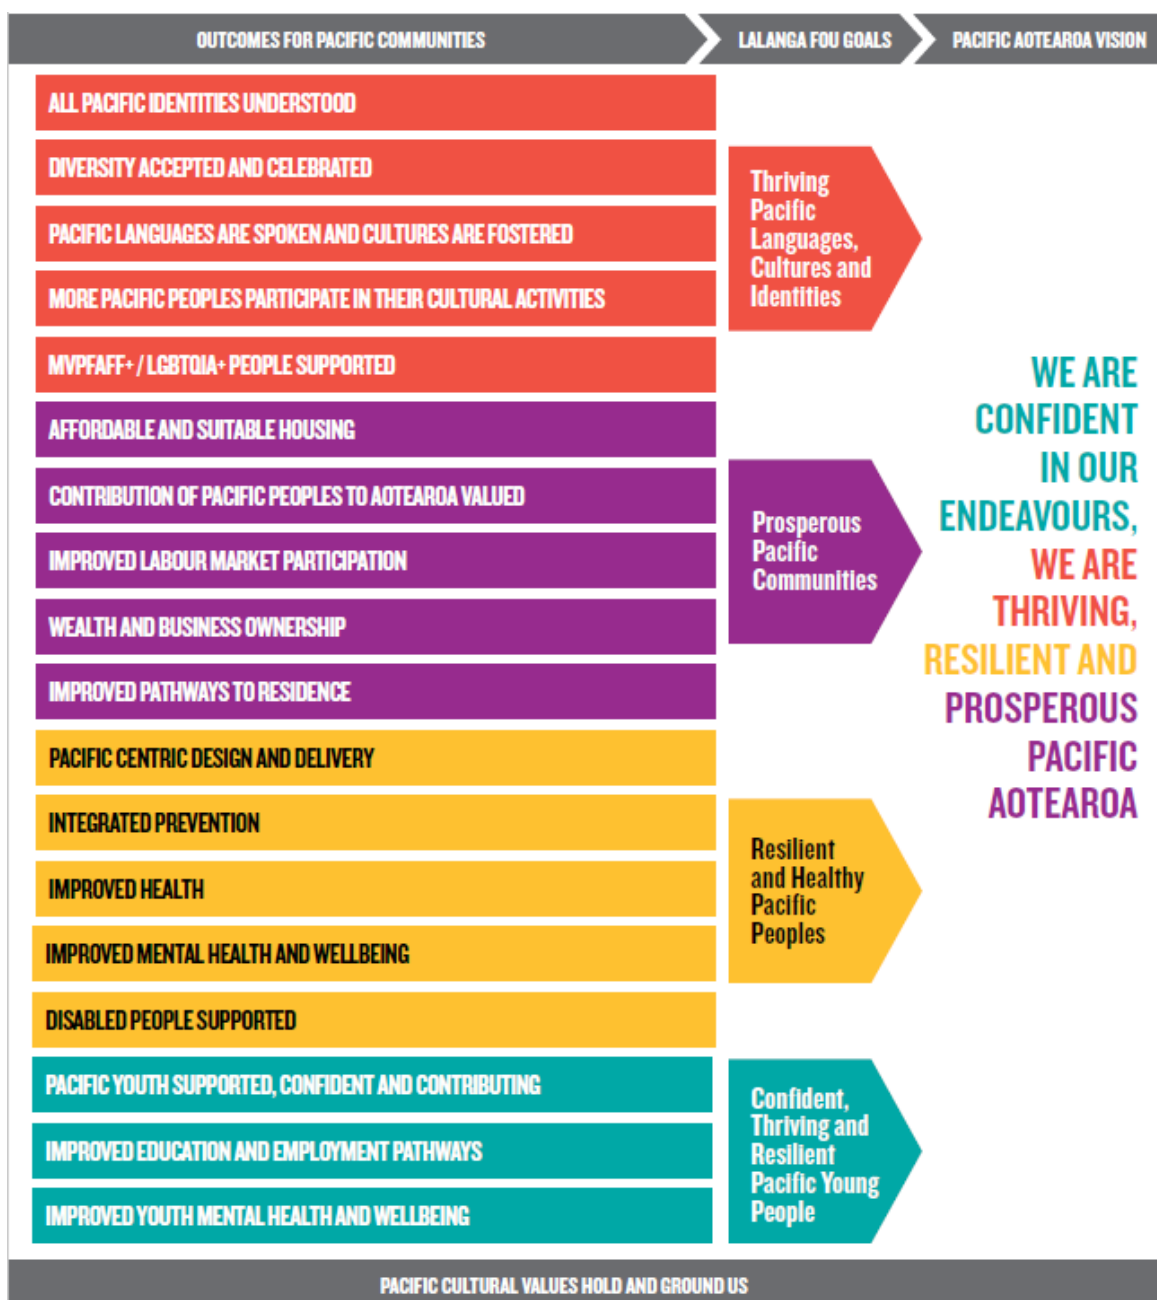 OUTCOMES FOR PACIFIC COMMUNITIES
LALANGA FOU GOALS
PACIFIC AOTEAROA VISION
ALL PACIFIC IDENTITIES UNDERSTOOD
DIVERSITY ACCEPTED AND CELEBRATED
PACIFIC LANGUAGES ARE SPOKEN AND CULTURES ARE FOSTERED
MORE PACIFIC PEOPLES PARTICIPATE IN THEIR CULTURAL ACTIVITIES
MVPFAFF+ / LGBTQIA+ PEOPLE SUPPORTED
Thriving
Pacific
Languages,
Cultures and
Identities
AFFORDABLE AND SUITABLE HOUSING
CONTRIBUTION OF PACIFIC PEOPLES TO AOTEAROA VALUED
IMPROVED LABOUR MARKET PARTICIPATION
WEALTH AND BUSINESS OWNERSHIP
IMPROVED PATHWAYS TO RESIDENCE
Prosperous
Pacific
Communities
PACIFIC CENTRIC DESIGN AND DELIVERY
INTEGRATED PREVENTION
IMPROVED HEALTH
IMPROVED MENTAL HEALTH AND WELLBEING
DISABLED PEOPLE SUPPORTED
Resilient
and Healthy
Pacific
Peoples
PACIFIC YOUTH SUPPORTED, CONFIDENT AND CONTRIBUTING
IMPROVED EDUCATION AND EMPLOYMENT PATHWAYS
IMPROVED YOUTH MENTAL HEALTH AND WELLBEING
Confident,
Thriving and
Resilient
Pacific Young
People
WE ARE
CONFIDENT
IN OUR
ENDEAVOURS,
WE ARE
THRIVING,
RESILIENT AND
PROSPEROUS
PACIFIC
AOTEAROA
PACIFIC CULTURAL VALUES HOLD AND GROUND US